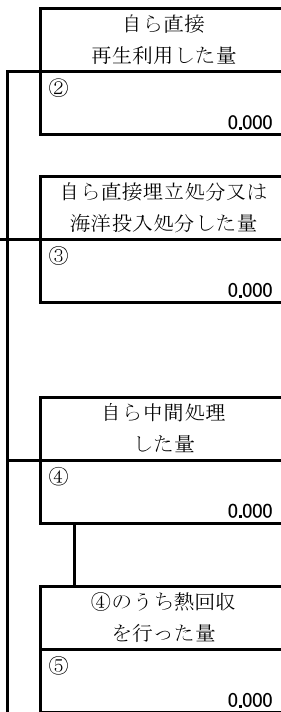 自ら直接
再生利用した量
②
0.000
自ら直接埋立処分又は
海洋投入処分した量
③
0.000
自ら中間処理
した量
④
0.000
④のうち熱回収
を行った量
⑤
0.000